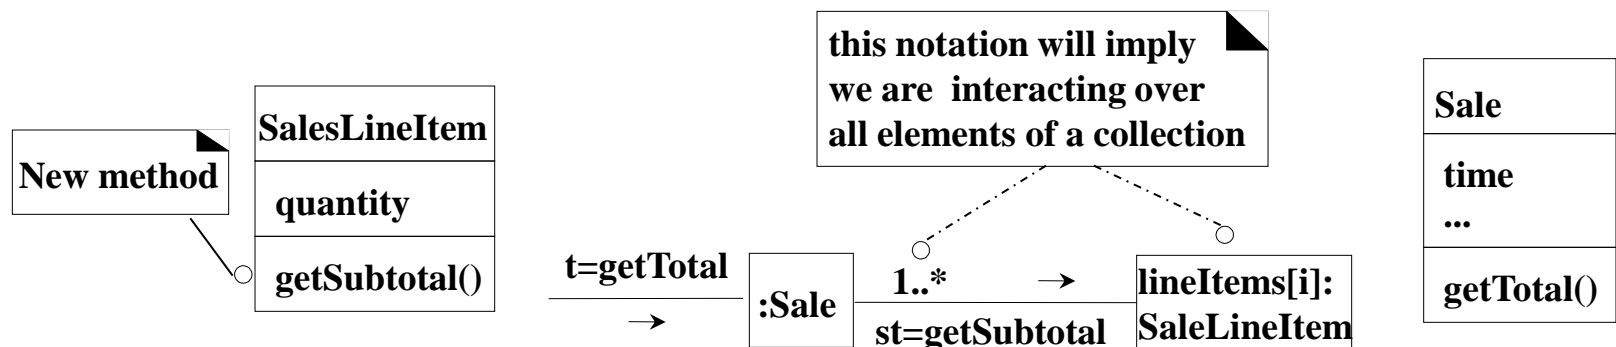 New method
SalesLineItem
quantity
getSubtotal()
t=getTotal
:Sale
this notation will imply
we are interacting over
all elements of a collection
1..*
st=getSubtotal
lineItems[i]:
SaleLineItem
Sale
time
...
getTotal()